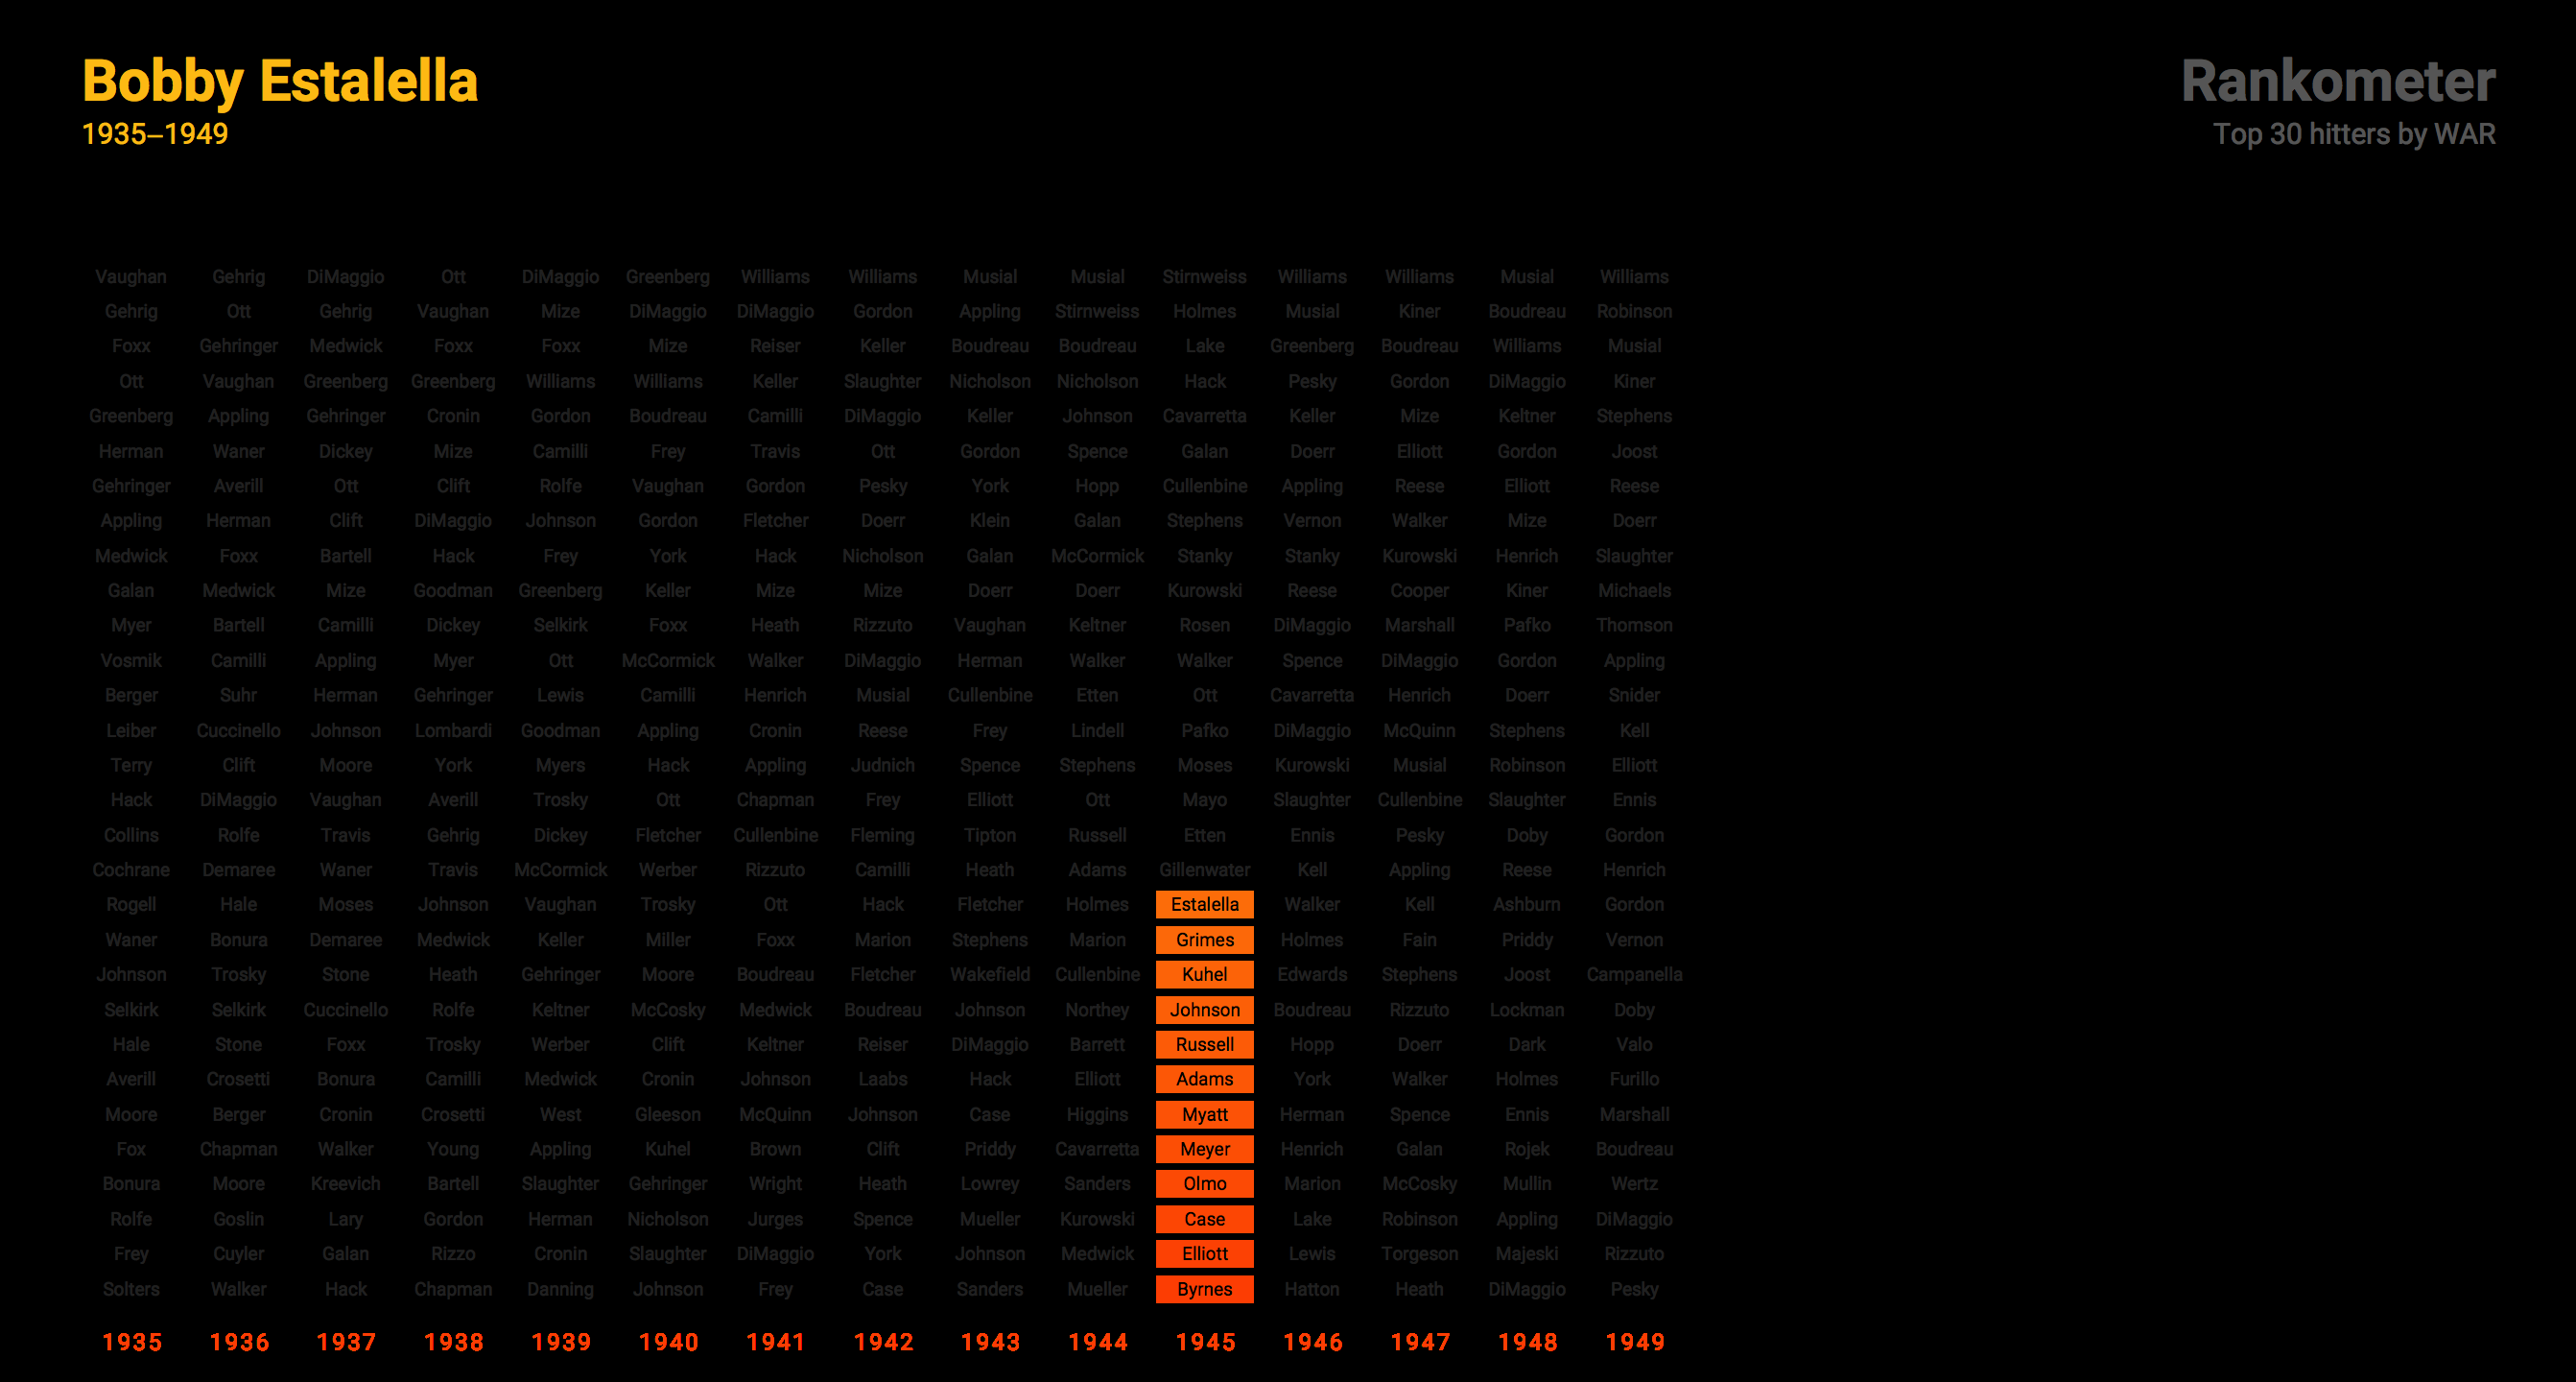 Bobby Estalella
1935–1949
Rankometer
Top 30 hitters by WAR
Vaughan Gehrig DiMaggio Ott DiMaggio Greenberg Williams Williams Musial Musial Stirnweiss Williams Williams Musial Williams
Gehrig Ott Gehrig Vaughan Mize DiMaggio DiMaggio Gordon Appling Stirnweiss Holmes Musial Kiner Boudreau Robinson
Foxx Gehringer Medwick Foxx Foxx Mize Reiser Keller Boudreau Boudreau Lake Greenberg Boudreau Williams Musial
Ott Vaughan Greenberg Greenberg Williams Williams Keller Slaughter Nicholson Nicholson Hack Pesky Gordon DiMaggio Kiner
Greenberg Appling Gehringer Cronin Gordon Boudreau Camilli DiMaggio Keller Johnson Cavarretta Keller Mize Keltner Stephens
Herman Waner Dickey Mize Camilli Frey Travis Ott Gordon Spence Galan Doerr Elliott Gordon Joost
Gehringer Averill Ott Clift Rolfe Vaughan Gordon Pesky York Hopp Cullenbine Appling Reese Elliott Reese
Appling Herman Clift DiMaggio Johnson Gordon Fletcher Doerr Klein Galan Stephens Vernon Walker Mize Doerr
Medwick Foxx Bartell Hack Frey York Hack Nicholson Galan McCormick Stanky Stanky Kurowski Henrich Slaughter
Galan Medwick Mize Goodman Greenberg Keller Mize Mize Doerr Doerr Kurowski Reese Cooper Kiner Michaels
Myer Bartell Camilli Dickey Selkirk Foxx Heath Rizzuto Vaughan Keltner Rosen DiMaggio Marshall Pafko Thomson
Vosmik Camilli Appling Myer Ott McCormick Walker DiMaggio Herman Walker Walker Spence DiMaggio Gordon Appling
Berger Suhr Herman Gehringer Lewis Camilli Henrich Musial Cullenbine Etten Ott Cavarretta Henrich Doerr Snider
Leiber Cuccinello Johnson Lombardi Goodman Appling Cronin Reese Frey Lindell Pafko DiMaggio McQuinn Stephens Kell
Terry Clift Moore York Myers Hack Appling Judnich Spence Stephens Moses Kurowski Musial Robinson Elliott
Hack DiMaggio Vaughan Averill Trosky Ott Chapman Frey Elliott Ott Mayo Slaughter Cullenbine Slaughter Ennis
Collins Rolfe Travis Gehrig Dickey Fletcher Cullenbine Fleming Tipton Russell Etten Ennis Pesky Doby Gordon
Cochrane Demaree Waner Travis McCormick Werber Rizzuto Camilli Heath Adams Gillenwater Kell Appling Reese Henrich
Rogell Hale Moses Johnson Vaughan Trosky Ott Hack Fletcher Holmes Estalella Walker Kell Ashburn Gordon
Waner Bonura Demaree Medwick Keller Miller Foxx Marion Stephens Marion Grimes Holmes Fain Priddy Vernon
Johnson Trosky Stone Heath Gehringer Moore Boudreau Fletcher Wakefield Cullenbine Kuhel Edwards Stephens Joost Campanella
Selkirk Selkirk Cuccinello Rolfe Keltner McCosky Medwick Boudreau Johnson Northey Johnson Boudreau Rizzuto Lockman Doby
Hale Stone Foxx Trosky Werber Clift Keltner Reiser DiMaggio Barrett Russell Hopp Doerr Dark Valo
Averill Crosetti Bonura Camilli Medwick Cronin Johnson Laabs Hack Elliott Adams York Walker Holmes Furillo
Moore Berger Cronin Crosetti West Gleeson McQuinn Johnson Case Higgins Myatt Herman Spence Ennis Marshall
Fox Chapman Walker Young Appling Kuhel Brown Clift Priddy Cavarretta Meyer Henrich Galan Rojek Boudreau
Bonura Moore Kreevich Bartell Slaughter Gehringer Wright Heath Lowrey Sanders Olmo Marion McCosky Mullin Wertz
Rolfe Goslin Lary Gordon Herman Nicholson Jurges Spence Mueller Kurowski Case Lake Robinson Appling DiMaggio
Frey Cuyler Galan Rizzo Cronin Slaughter DiMaggio York Johnson Medwick Elliott Lewis Torgeson Majeski Rizzuto
Solters Walker Hack Chapman Danning Johnson Frey Case Sanders Mueller Byrnes Hatton Heath DiMaggio Pesky
1935 1936 1937 1938 1939 1940 1941 1942 1943 1944 1945 1946 1947 1948 1949